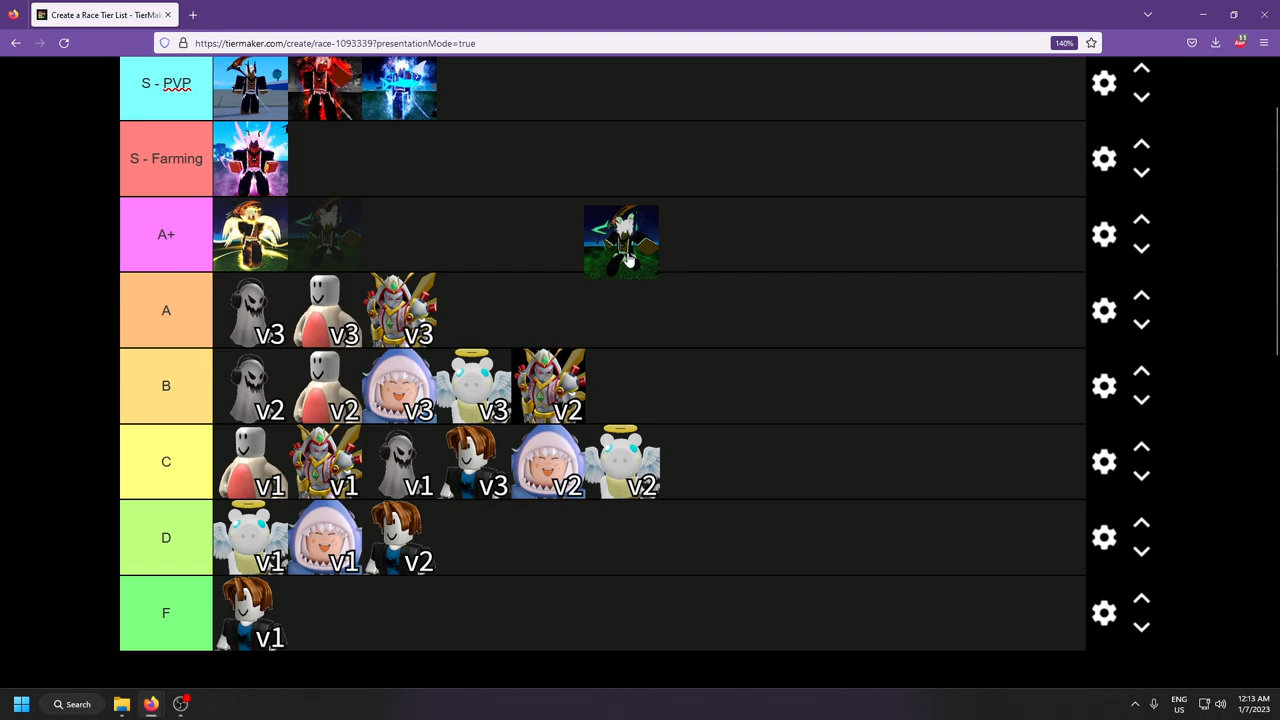 Create a Race Tier List - TierMak
https://tiermaker.com/create/race-1093339?presentationMode=true
140%
11
S - PVP
S - Farming
A+
A
v3 v3 v3
B
v2 v2 v3 v3 v2
C
v1 v1 v1 v3 v2 v2
D
v1 v1 v2
F
v1
Search
ENG
US
12:13 AM
1/7/2023